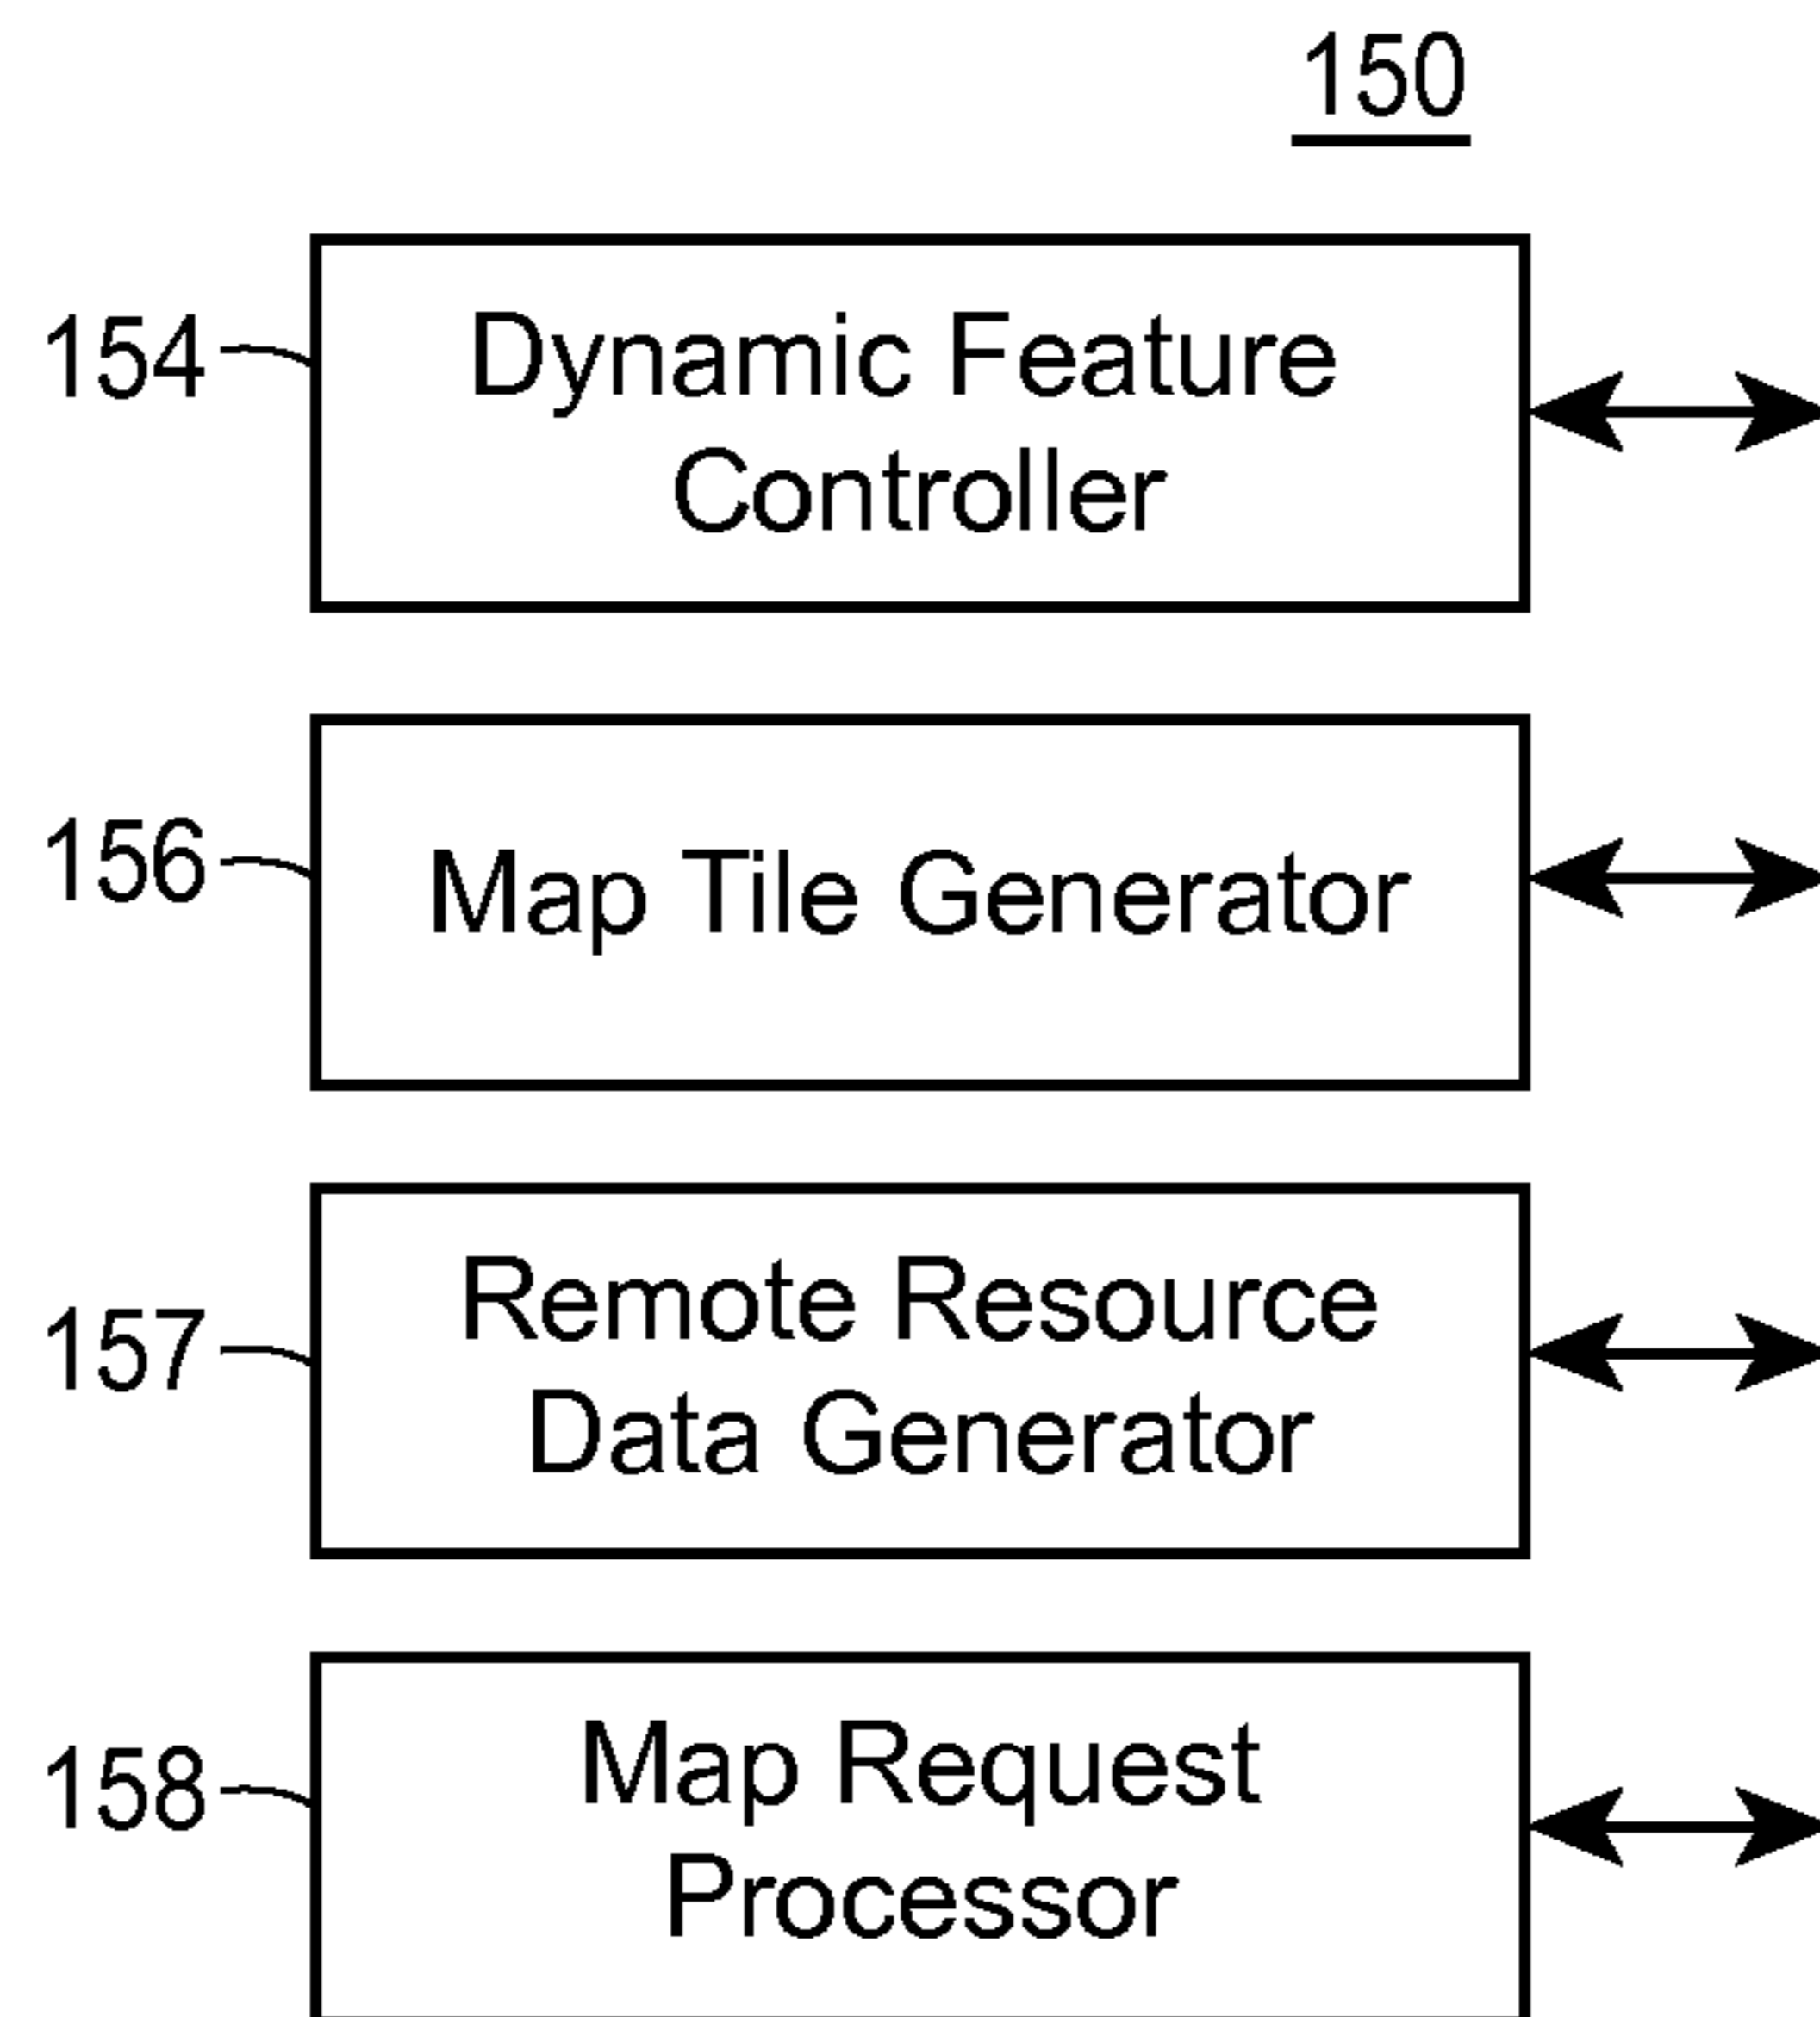 150
154
Dynamic Feature
Controller
156
Map Tile Generator
157
Remote Resource
Data Generator
158
Map Request
Processor